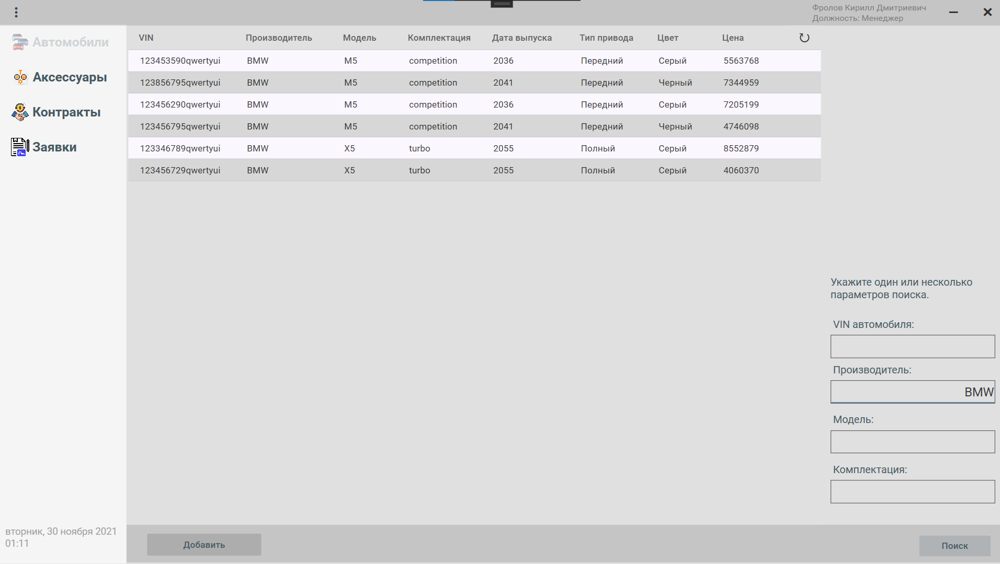 Фролов Кирилл Дмитриевич
Должность: Менеджер
Автомобили
Аксессуары
Контракты
Заявки
VIN Производитель Модель Комплектация Дата выпуска Тип привода Цвет Цена
123453590qwertyui BMW M5 competition 2036 Передний Серый 5563768
123856795qwertyui BMW M5 competition 2041 Передний Черный 7344959
123456290qwertyui BMW M5 competition 2036 Передний Серый 7205199
123456795qwertyui BMW M5 competition 2041 Передний Черный 4746098
123346789qwertyui BMW X5 turbo 2055 Полный Серый 8552879
123456729qwertyui BMW X5 turbo 2055 Полный Серый 4060370
Укажите один или несколько
параметров поиска.
VIN автомобиля:
Производитель:
BMW
Модель:
Комплектация:
вторник, 30 ноября 2021
01:11
Добавить
Поиск